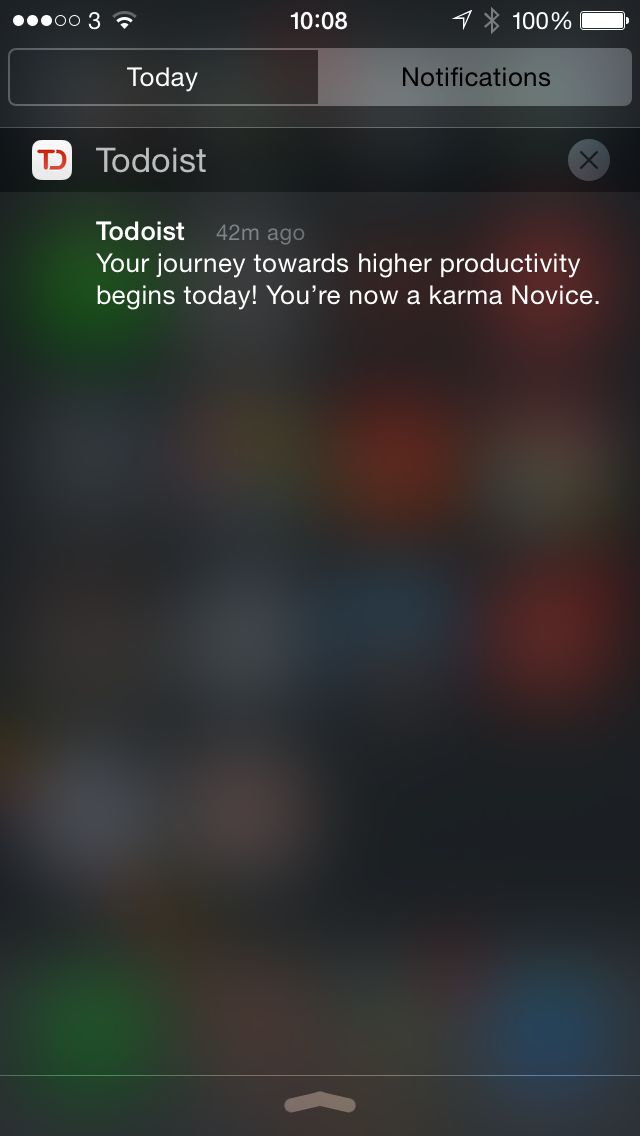 3 10:08 100%
Today Notifications
TD Todoist
Todoist 42m ago
Your journey towards higher productivity
begins today! You’re now a karma Novice.